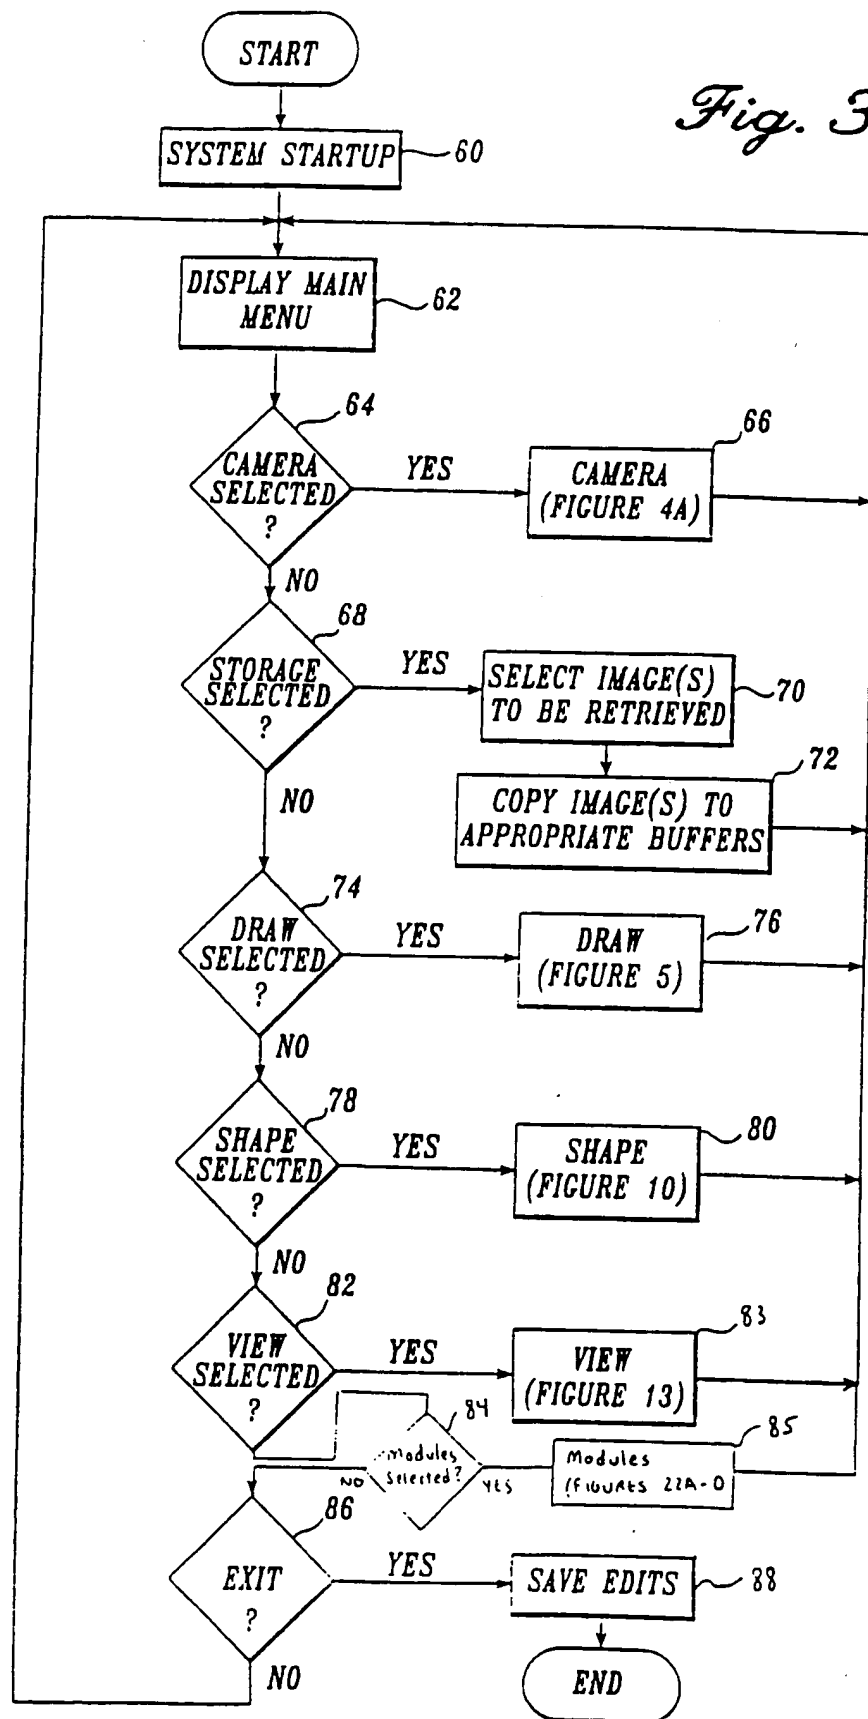 START
Fig. 3
SYSTEM STARTUP
60
DISPLAY MAIN
MENU
62
64
CAMERA
SELECTED
?
YES
66
CAMERA
(FIGURE 4A)
NO
68
STORAGE
SELECTED
?
YES
SELECT IMAGE(S)
TO BE RETRIEVED
70
72
COPY IMAGE(S) TO
APPROPRIATE BUFFERS
NO
74
DRAW
SELECTED
?
YES
76
DRAW
(FIGURE 5)
NO
78
SHAPE
SELECTED
?
YES
80
SHAPE
(FIGURE 10)
NO
82
VIEW
SELECTED
?
YES
83
VIEW
(FIGURE 13)
84
Modules
Selected?
NO
YES
85
Modules
(FIGURES 22A-D
86
EXIT
?
YES
SAVE EDITS
88
NO
END